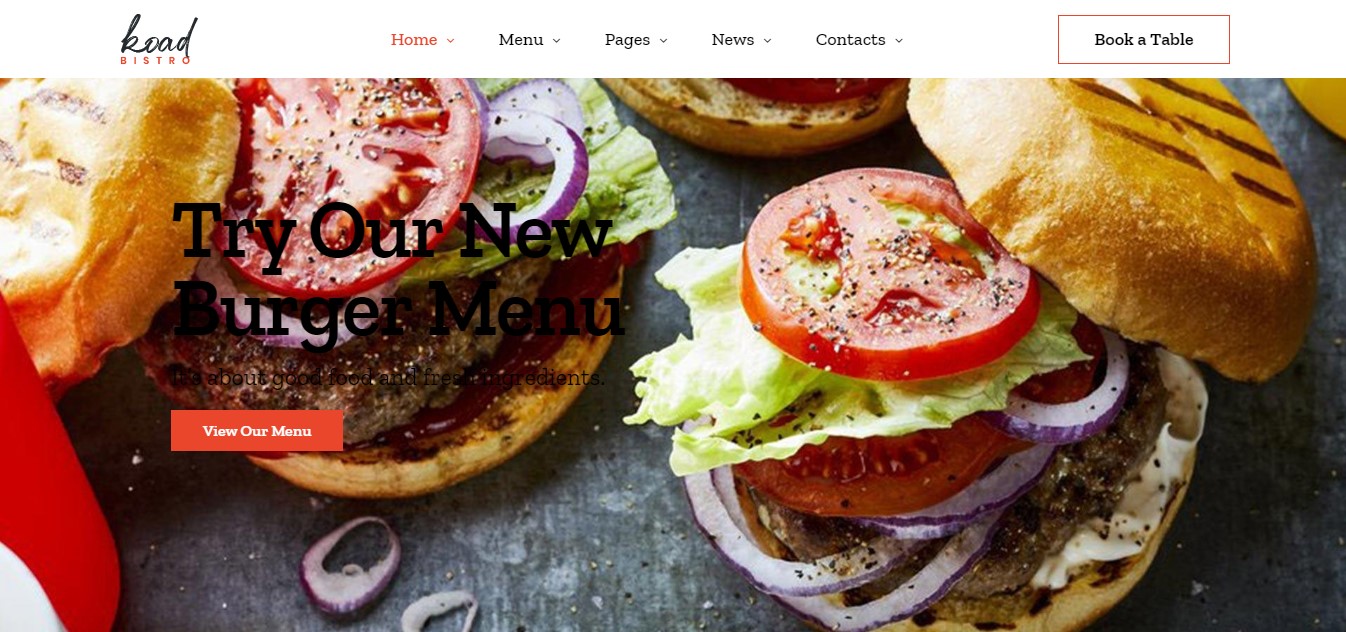 koad
BISTRO
Home
Menu
Pages
News
Contacts
Book a Table
Try Our New
Burger Menu
It's about good food and fresh ingredients.
View Our Menu